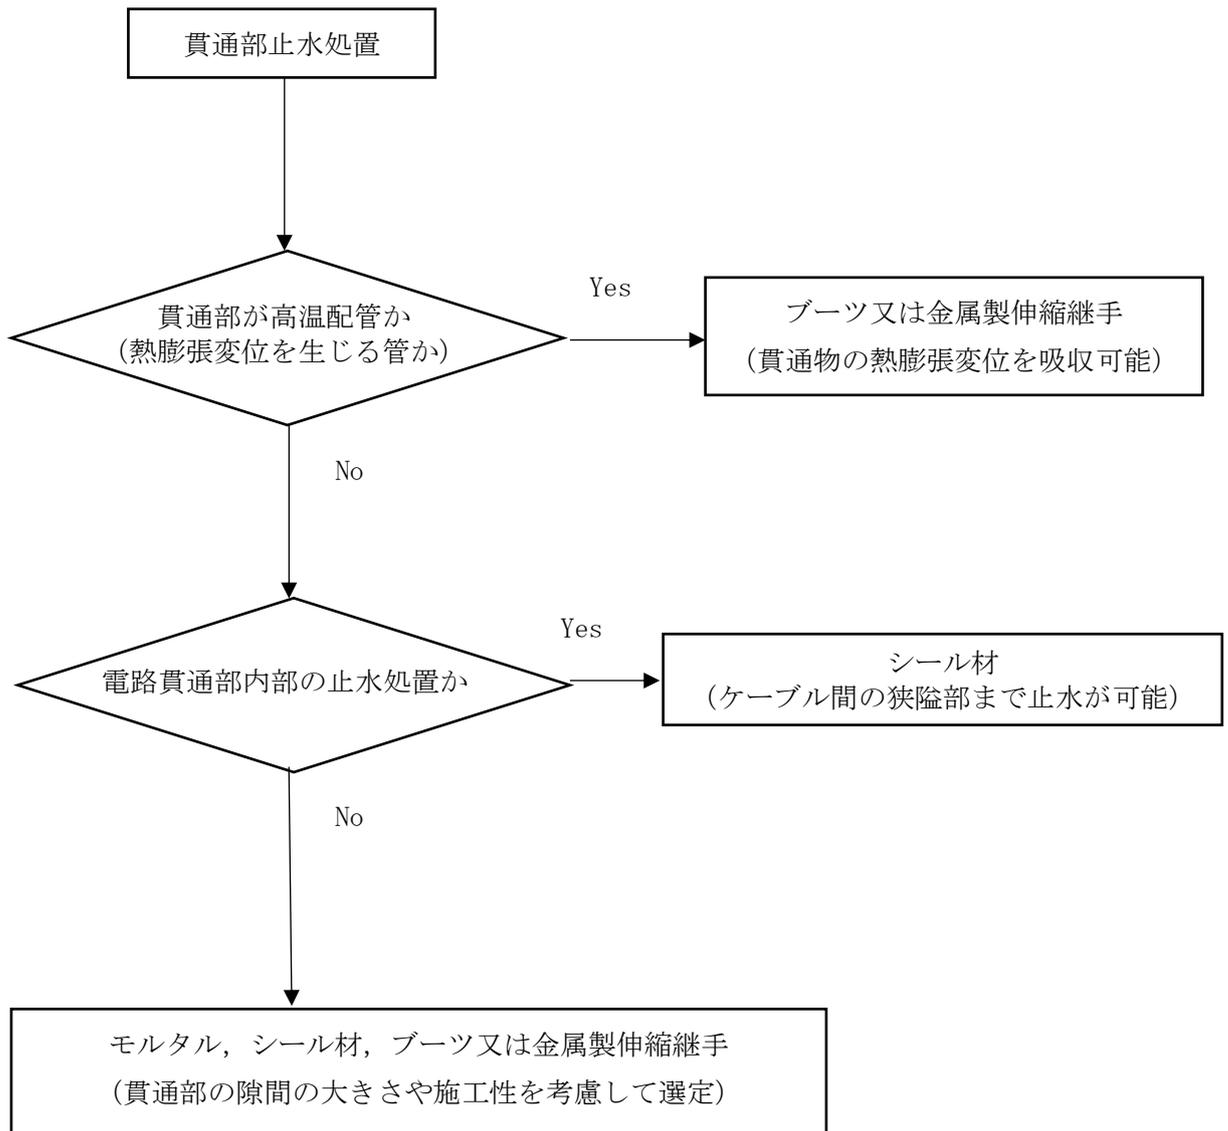 貫通部止水処置
貫通部が高温配管か
(熱膨張変位を生じる管か)
Yes
ブーツ又は金属製伸縮継手
(貫通物の熱膨張変位を吸収可能)
No
電路貫通部内部の止水処置か
Yes
シール材
(ケーブル間の狭隘部まで止水が可能)
No
モルタル，シール材，ブーツ又は金属製伸縮継手
(貫通部の隙間の大きさや施工性を考慮して選定)